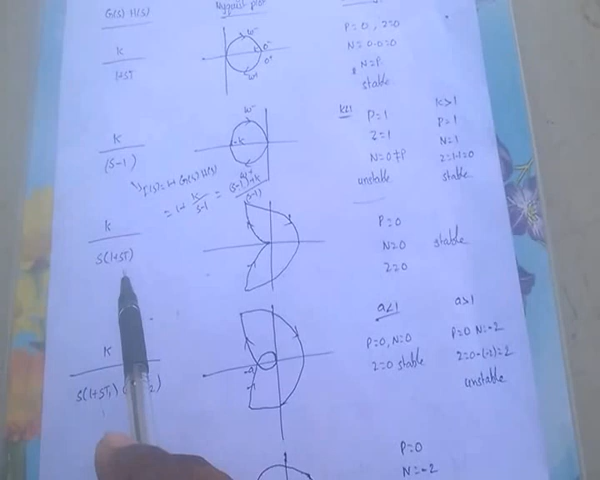 G(s) H(s)
Nyquist plot
K
1+ST
ω-
0-
0+
ω+
P=0, Z=0
N=0-0=0
N=P
stable
K
(S-1)
ω-
-K
ω+
K<1
P=1
Z=1
N=0≠P
unstable
K>1
P=1
N=1
Z=1-1=0
stable
F(s)=1+G(s)H(s)
=1+ K/S-1 = (S-1)+K/(S-1)
K
S(1+ST)
P=0
N=0
Z=0
stable
K
S(1+ST1)
2)
-a
a<1
P=0, N=0
Z=0 stable
a>1
P=0 N=-2
Z=0-(-2)=2
unstable
P=0
N=-2